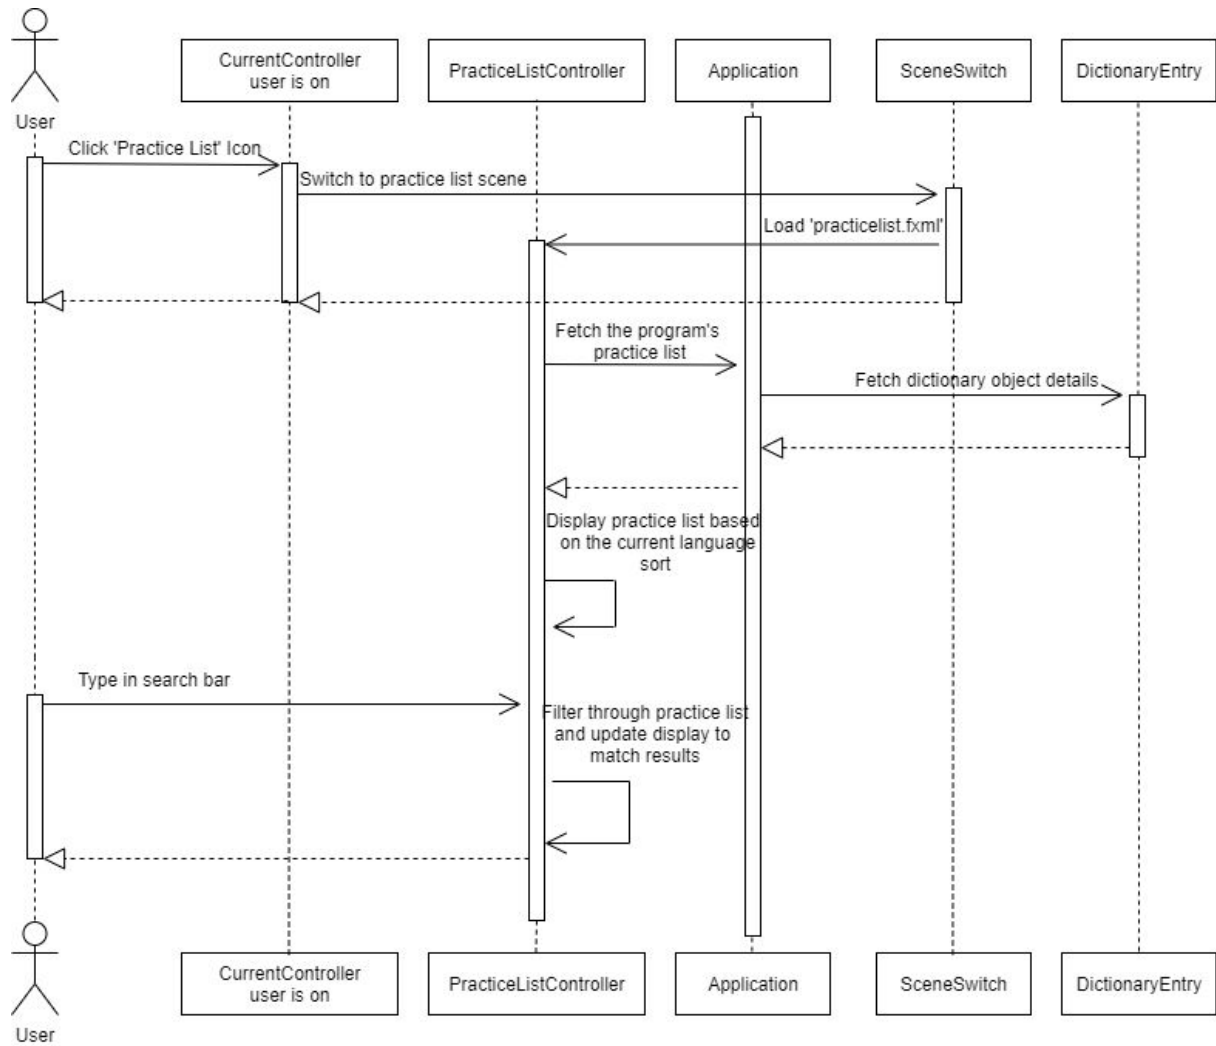 CurrentController
user is on
PracticeListController
Application
SceneSwitch
DictionaryEntry
User
Click 'Practice List' Icon
Switch to practice list scene
Load 'practicelist.fxml'
Fetch the program's
practice list
Fetch dictionary object details
Display practice list based
on the current language
sort
Type in search bar
Filter through practice list
and update display to
match results
CurrentController
user is on
PracticeListController
Application
SceneSwitch
DictionaryEntry
User